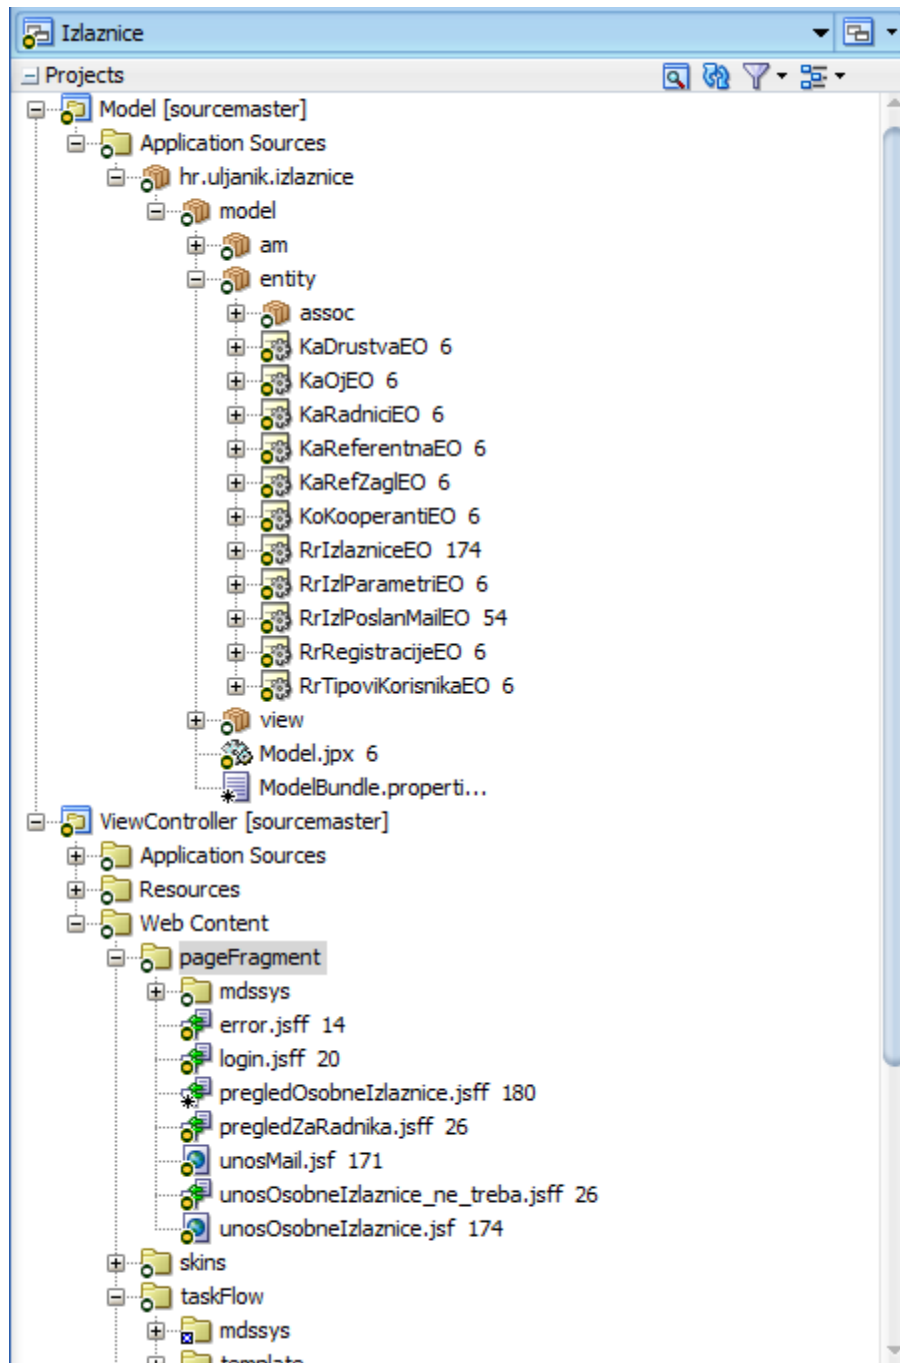 Izlaznice
Projects
Model [sourcemaster]
Application Sources
hr.uljanik.izlaznice
model
am
entity
assoc
KaDrustvaEO 6
KaOjEO 6
KaRadniciEO 6
KaReferentnaEO 6
KaRefZaglEO 6
KoKooperantiEO 6
RrIzlazniceEO 174
RrIzlParametriEO 6
RrIzlPoslanMailEO 54
RrRegistracijeEO 6
RrTipoviKorisnikaEO 6
view
Model.jpx 6
ModelBundle.properti...
ViewController [sourcemaster]
Application Sources
Resources
Web Content
pageFragment
mdssys
error.jsff 14
login.jsff 20
pregledOsobneIzlaznice.jsff 180
pregledZaRadnika.jsff 26
unosMail.jsf 171
unosOsobneIzlaznice_ne_treba.jsff 26
unosOsobneIzlaznice.jsf 174
skins
taskFlow
mdssys
template